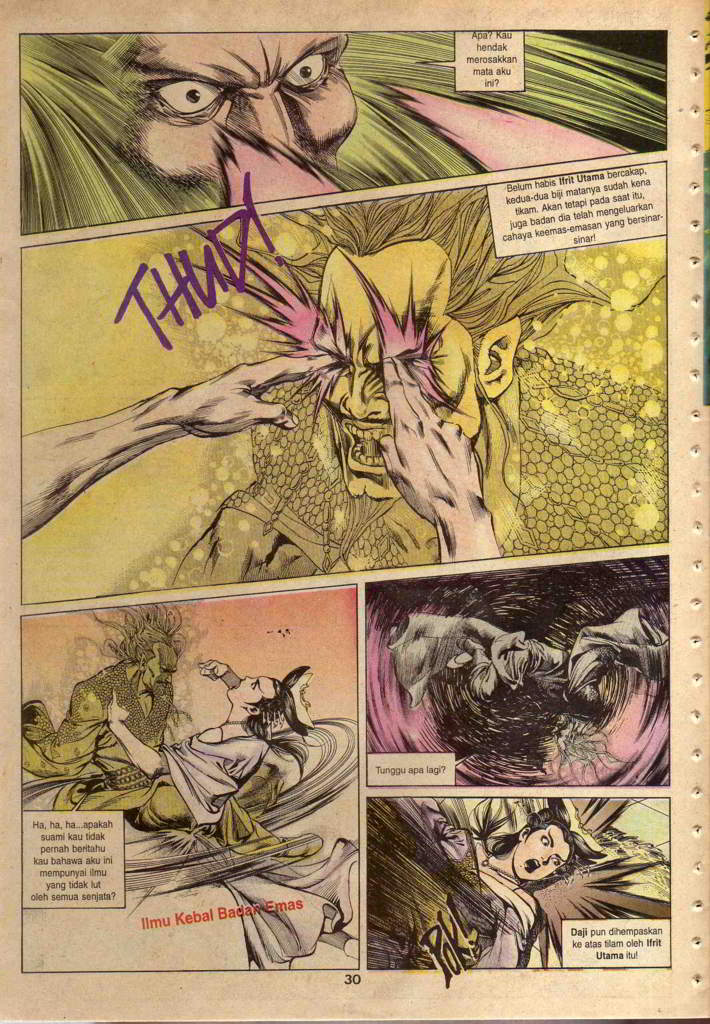 Apa? Kau
hendak
merosakkan
mata aku
ini?
Belum habis Ifrit Utama bercakap,
kedua-dua biji matanya sudah kena
tikam. Akan tetapi pada saat itu,
juga badan dia telah mengeluarkan
cahaya keemas-emasan yang bersinar-
sinar!
THUD!
Ha, ha, ha...apakah
suami kau tidak
pernah beritahu
kau bahawa aku ini
mempunyai ilmu
yang tidak lut
oleh semua senjata?
Ilmu Kebal Badan Emas
Tunggu apa lagi?
POK!
Daji pun dihempaskan
ke atas tilam oleh Ifrit
Utama itu!
30